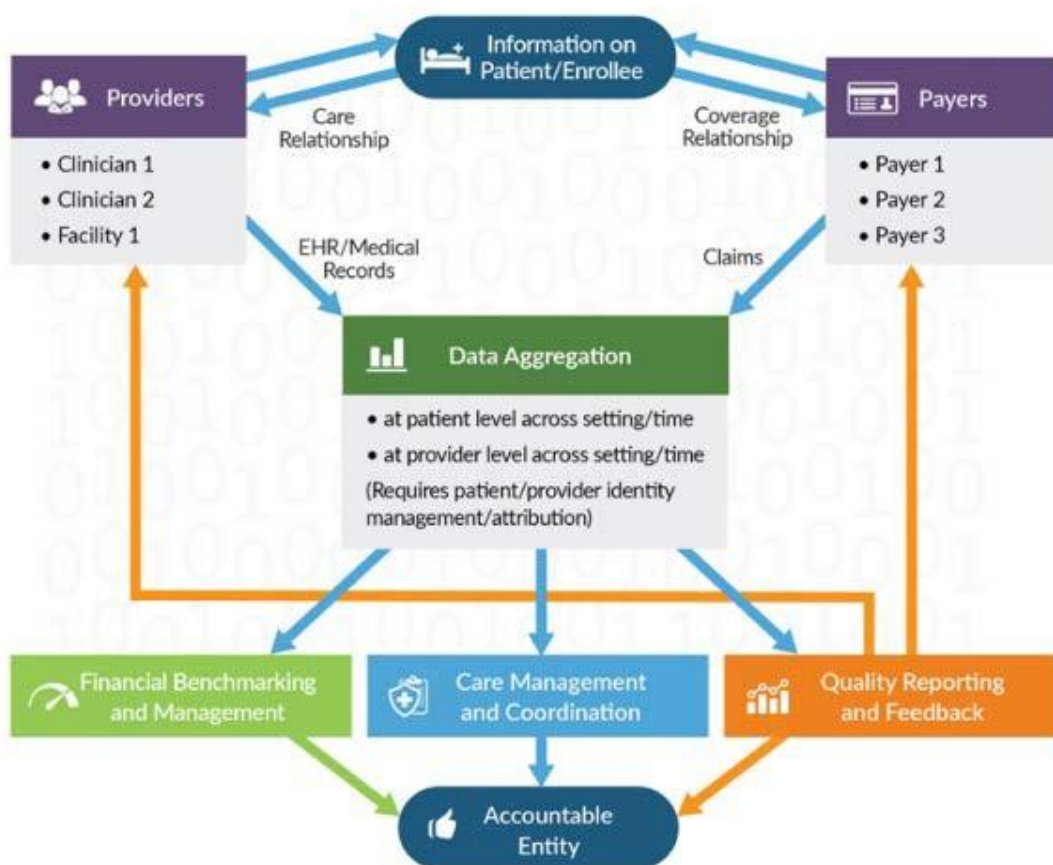 Information on
Patient/Enrollee
Providers
Payers
Care
Relationship
Coverage
Relationship
• Clinician 1
• Clinician 2
• Facility 1
• Payer 1
• Payer 2
• Payer 3
EHR/Medical
Records
Claims
Data Aggregation
• at patient level across setting/time
• at provider level across setting/time
(Requires patient/provider identity
management/attribution)
Financial Benchmarking
and Management
Care Management
and Coordination
Quality Reporting
and Feedback
Accountable
Entity